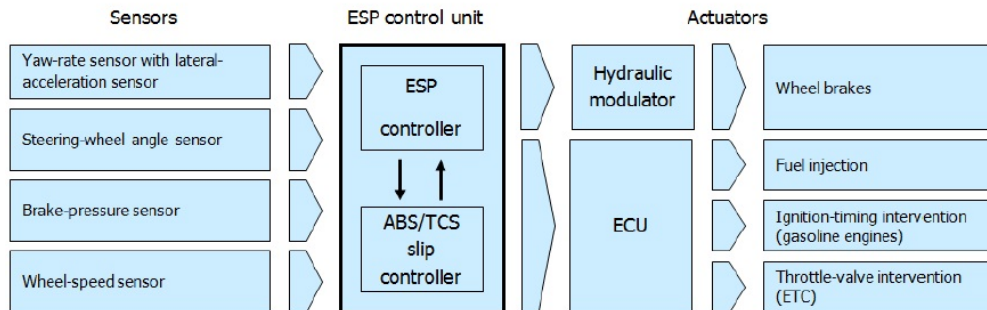 Sensors
ESP control unit
Actuators
Yaw-rate sensor with lateral-
acceleration sensor
Steering-wheel angle sensor
Brake-pressure sensor
Wheel-speed sensor
ESP
controller
ABS/TCS
slip
controller
Hydraulic
modulator
ECU
Wheel brakes
Fuel injection
Ignition-timing intervention
(gasoline engines)
Throttle-valve intervention
(ETC)